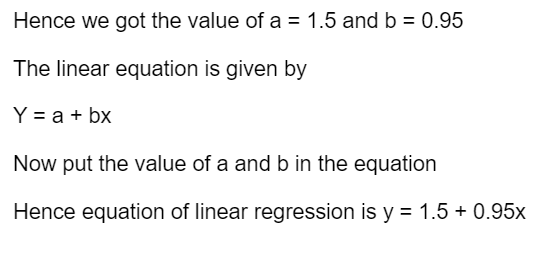 Hence we got the value of a = 1.5 and b = 0.95
The linear equation is given by
Y = a + bx
Now put the value of a and b in the equation
Hence equation of linear regression is y = 1.5 + 0.95x